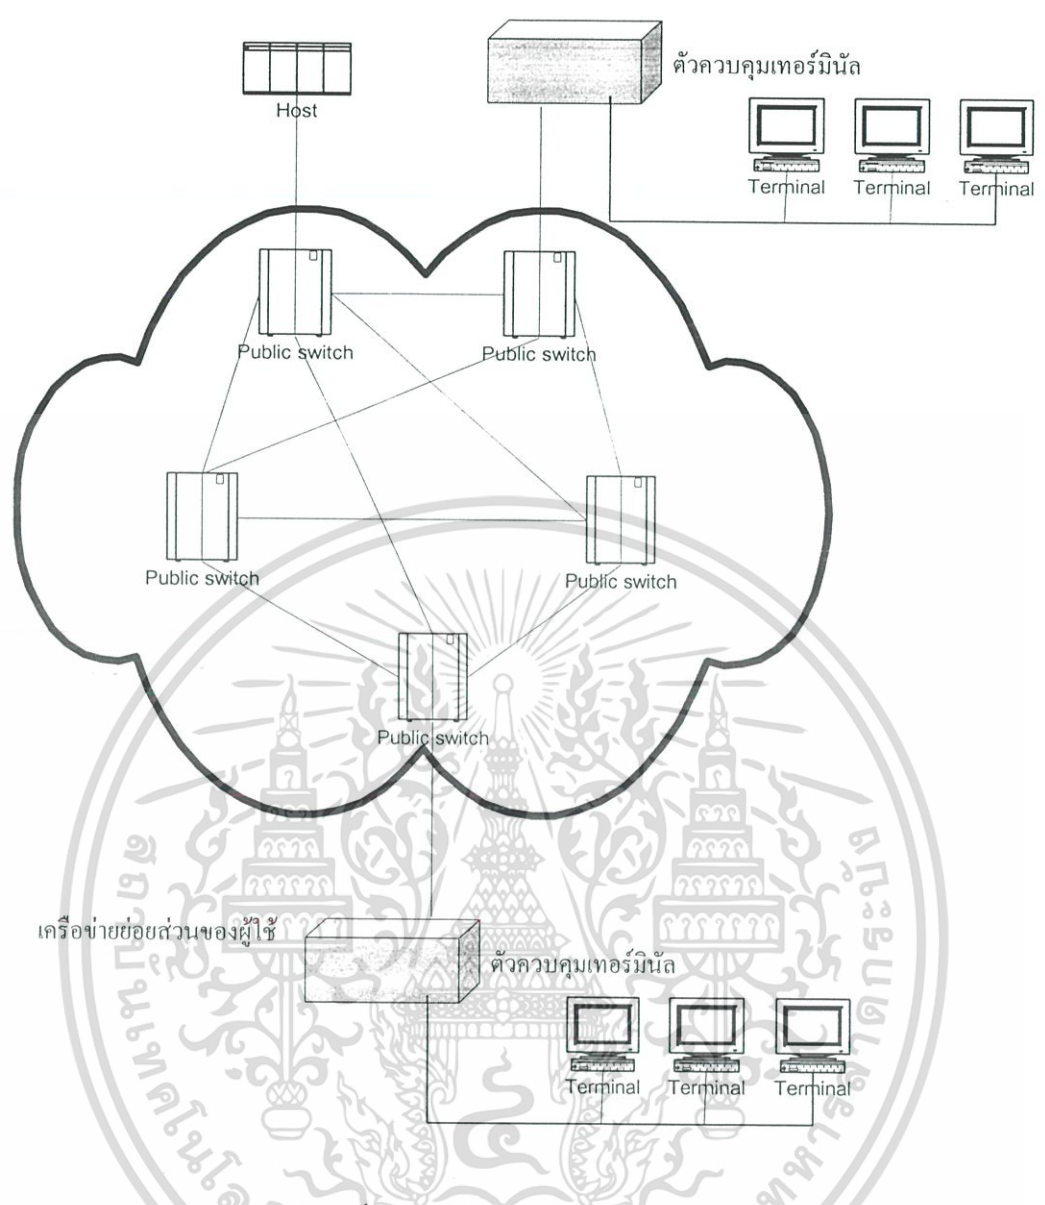 Host
ตัวควบคุมเทอร์มินัล
Terminal Terminal Terminal
Public switch Public switch
Public switch Public switch
Public switch
เครือข่ายย่อยส่วนของผู้ใช้
ตัวควบคุมเทอร์มินัล
Terminal Terminal Terminal